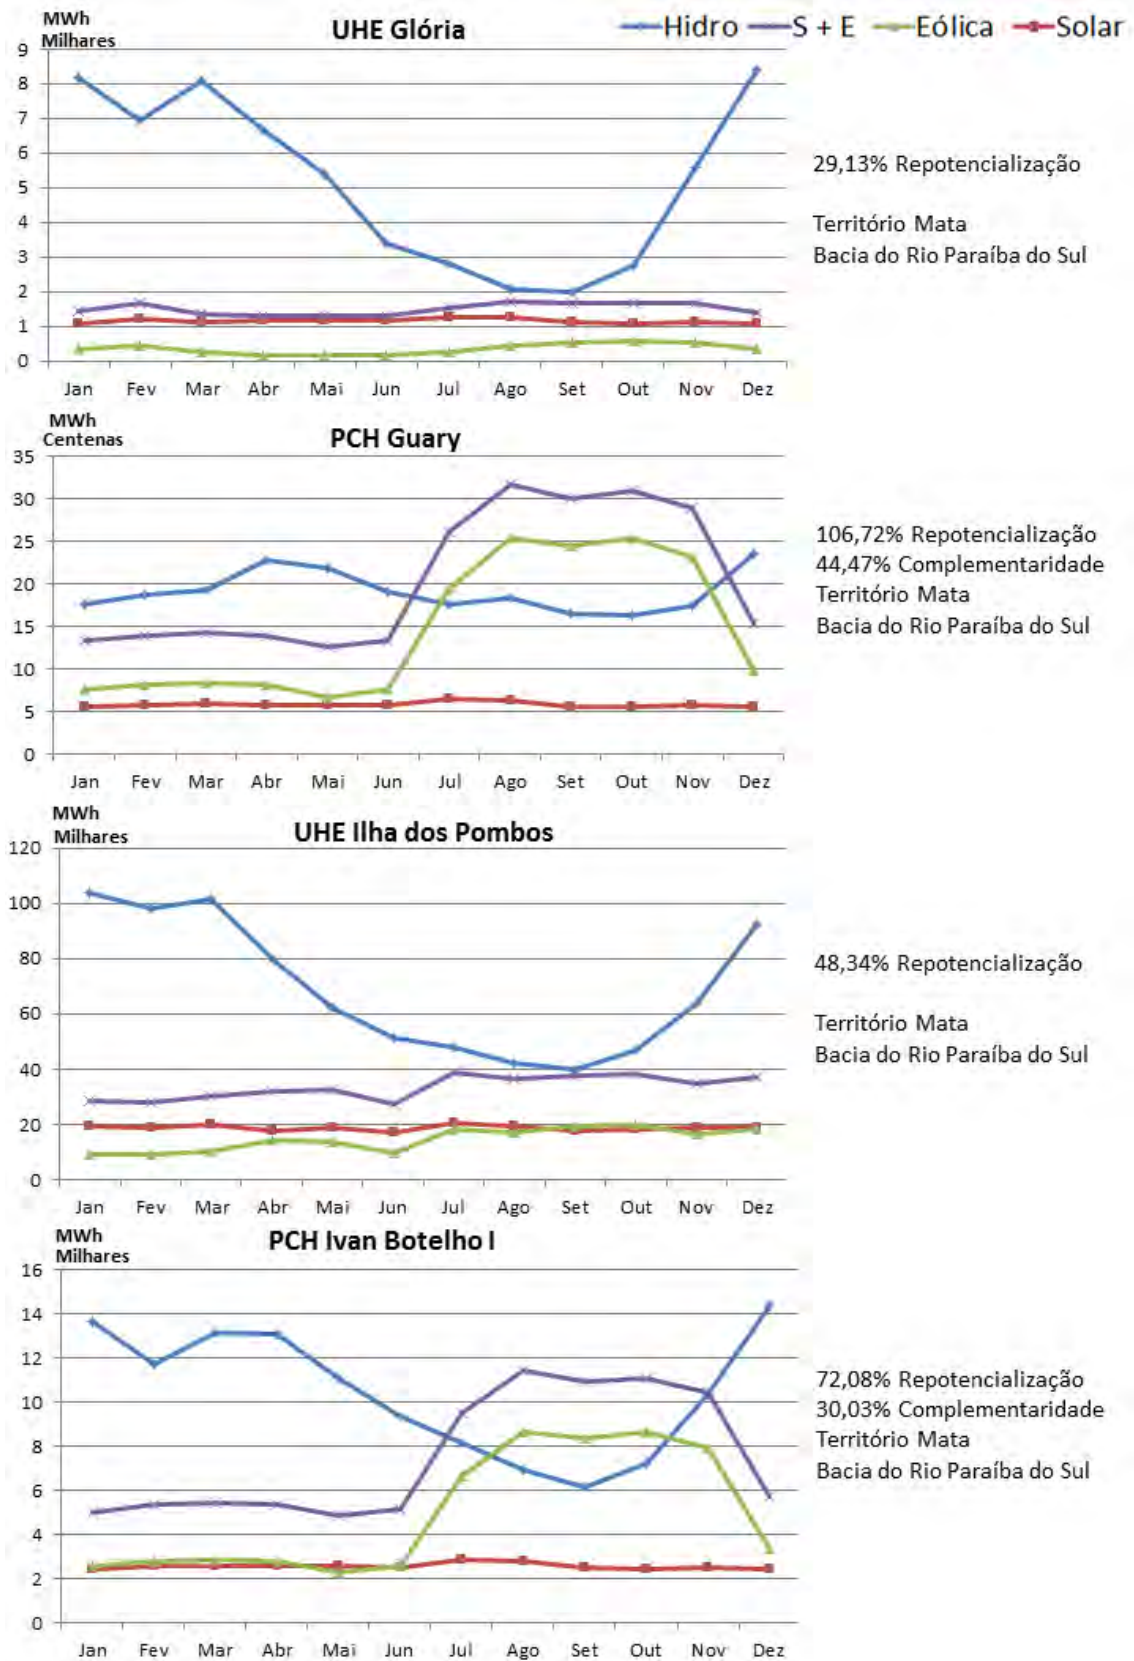 MWh
Milhares
UHE Glória
Hidro S + E Eólica Solar
9
8
7
6
5
4
3
2
1
0
Jan Fev Mar Abr Mai Jun Jul Ago Set Out Nov Dez
29,13% Repotencialização
Território Mata
Bacia do Rio Paraíba do Sul
MWh
Centenas
PCH Guary
35
30
25
20
15
10
5
0
Jan Fev Mar Abr Mai Jun Jul Ago Set Out Nov Dez
106,72% Repotencialização
44,47% Complementaridade
Território Mata
Bacia do Rio Paraíba do Sul
MWh
Milhares
UHE Ilha dos Pombos
120
100
80
60
40
20
0
Jan Fev Mar Abr Mai Jun Jul Ago Set Out Nov Dez
48,34% Repotencialização
Território Mata
Bacia do Rio Paraíba do Sul
MWh
Milhares
PCH Ivan Botelho I
16
14
12
10
8
6
4
2
0
Jan Fev Mar Abr Mai Jun Jul Ago Set Out Nov Dez
72,08% Repotencialização
30,03% Complementaridade
Território Mata
Bacia do Rio Paraíba do Sul